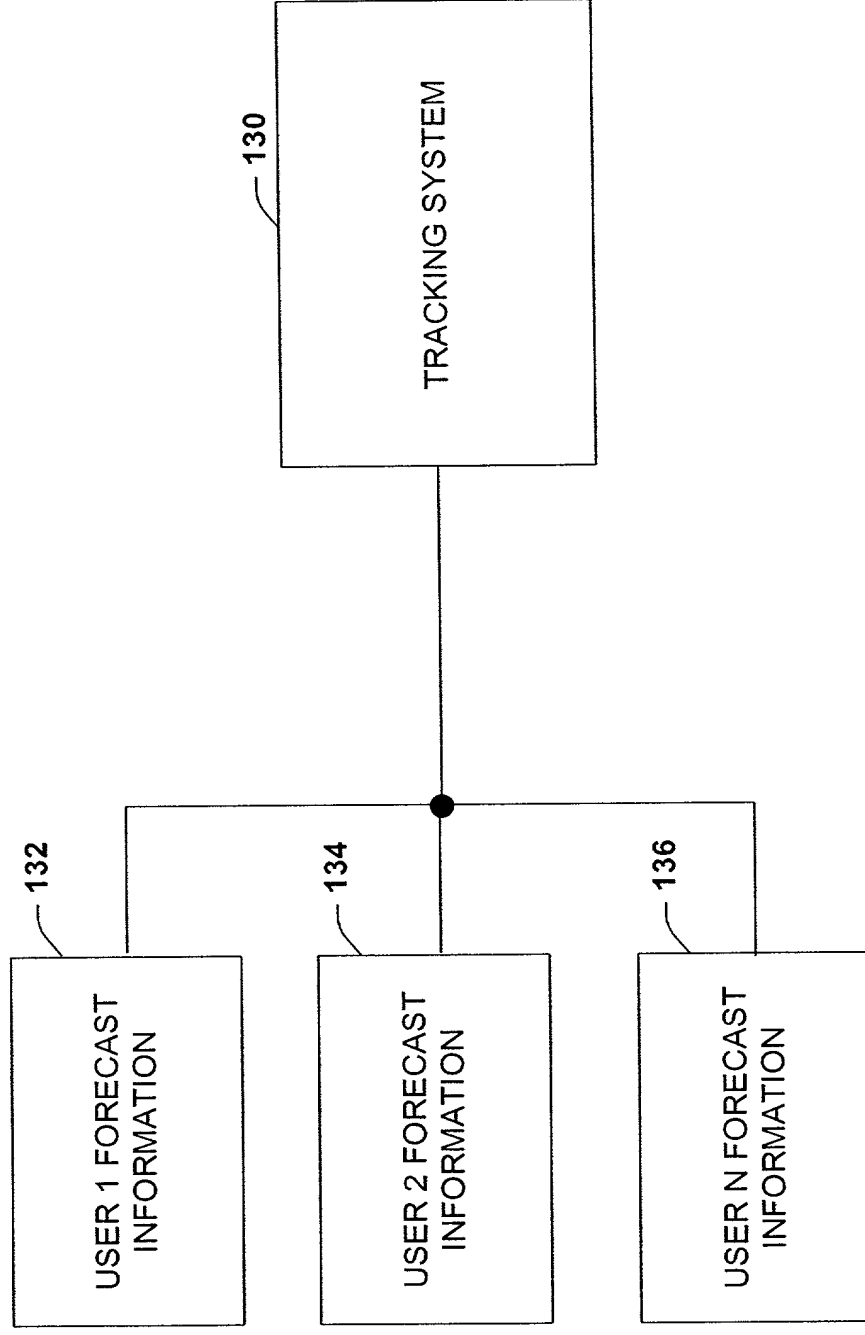 132
USER 1 FORECAST
INFORMATION
134
USER 2 FORECAST
INFORMATION
136
USER N FORECAST
INFORMATION
130
TRACKING SYSTEM